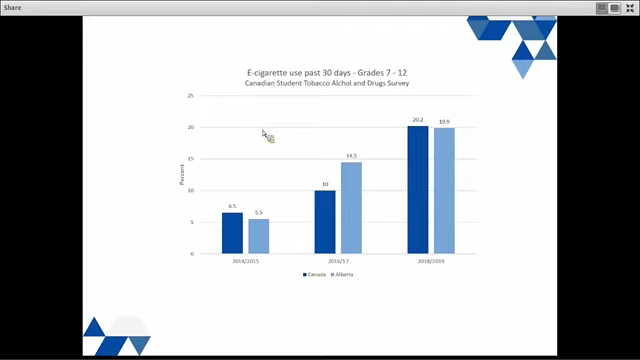 Share
E-cigarette use past 30 days - Grades 7 - 12
Canadian Student Tobacco Alchol and Drugs Survey
25
20
15
10
5
0
Percent
6.5
5.5
10
14.5
20.2
19.9
2014/2015
2016/17
2018/2019
Canada
Alberta